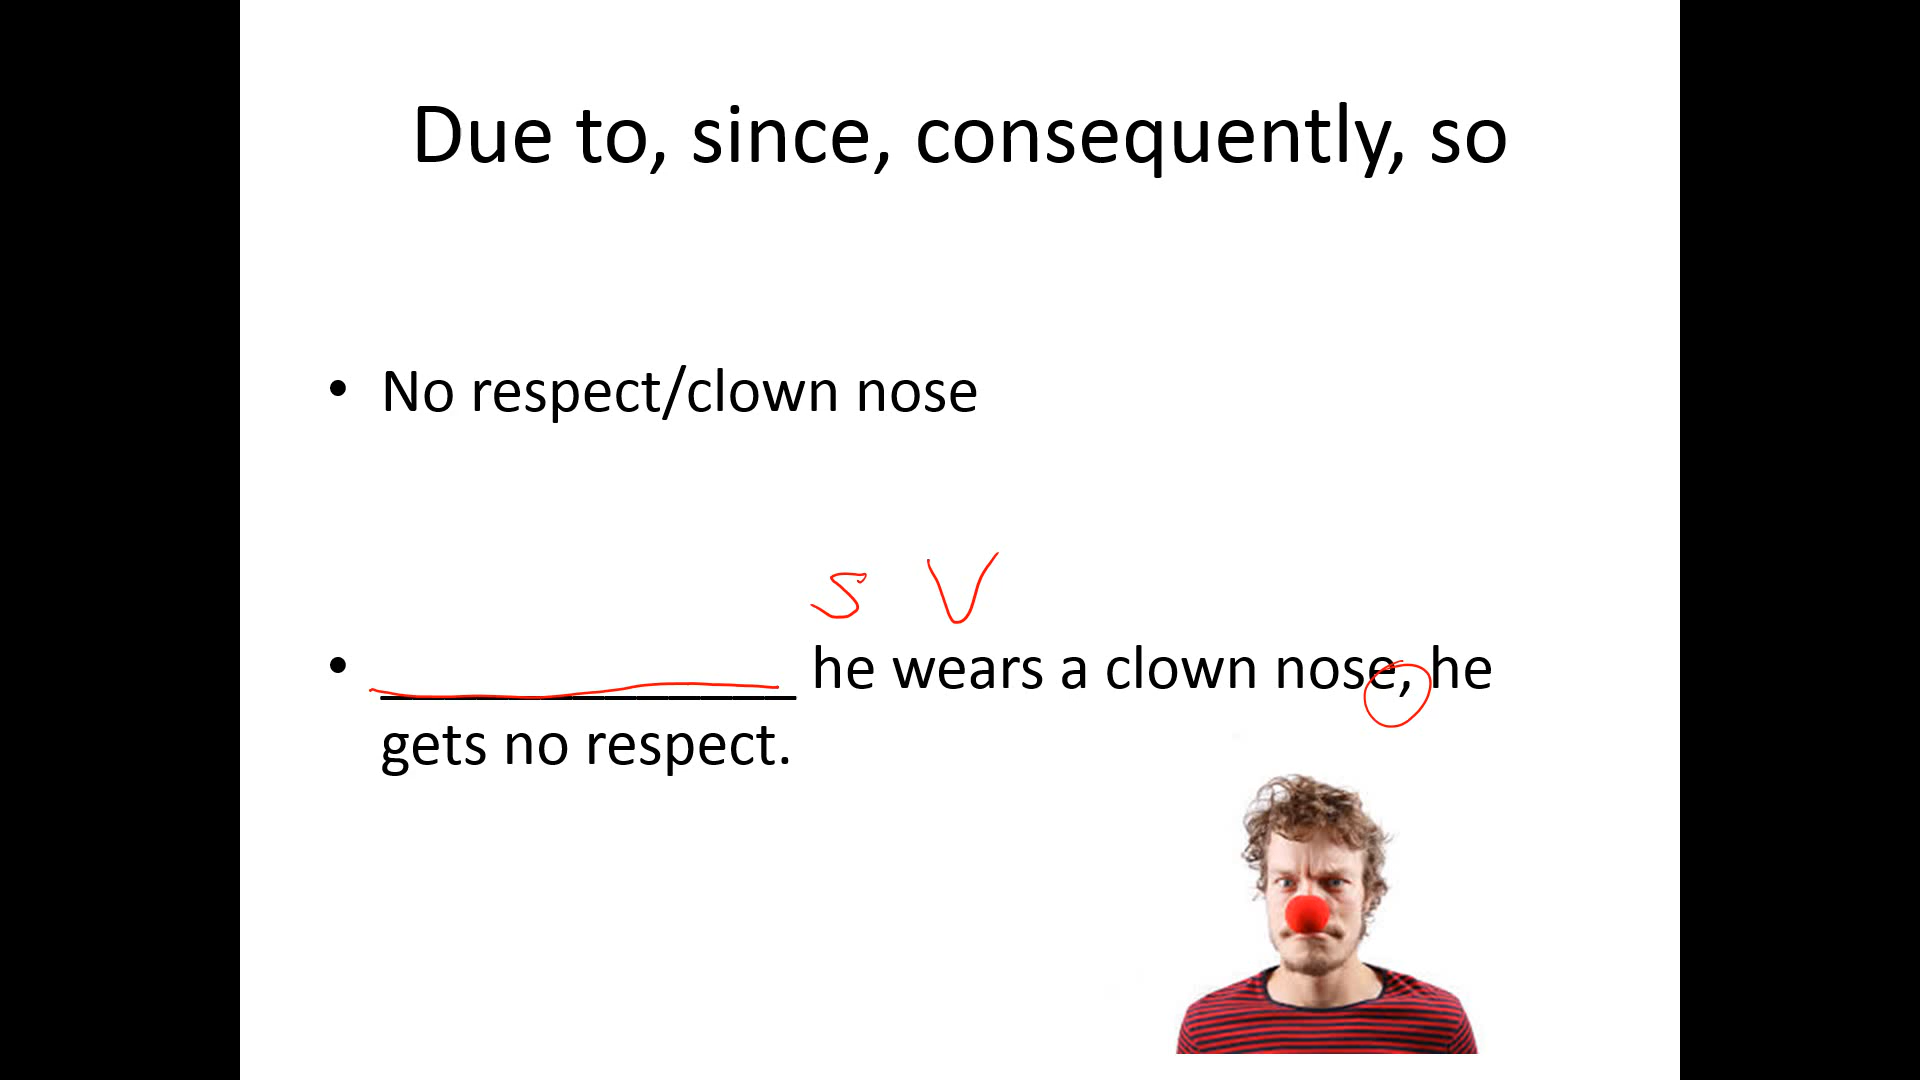 Due to, since, consequently, so
• No respect/clown nose
S V
• _____________ he wears a clown nose, he
gets no respect.